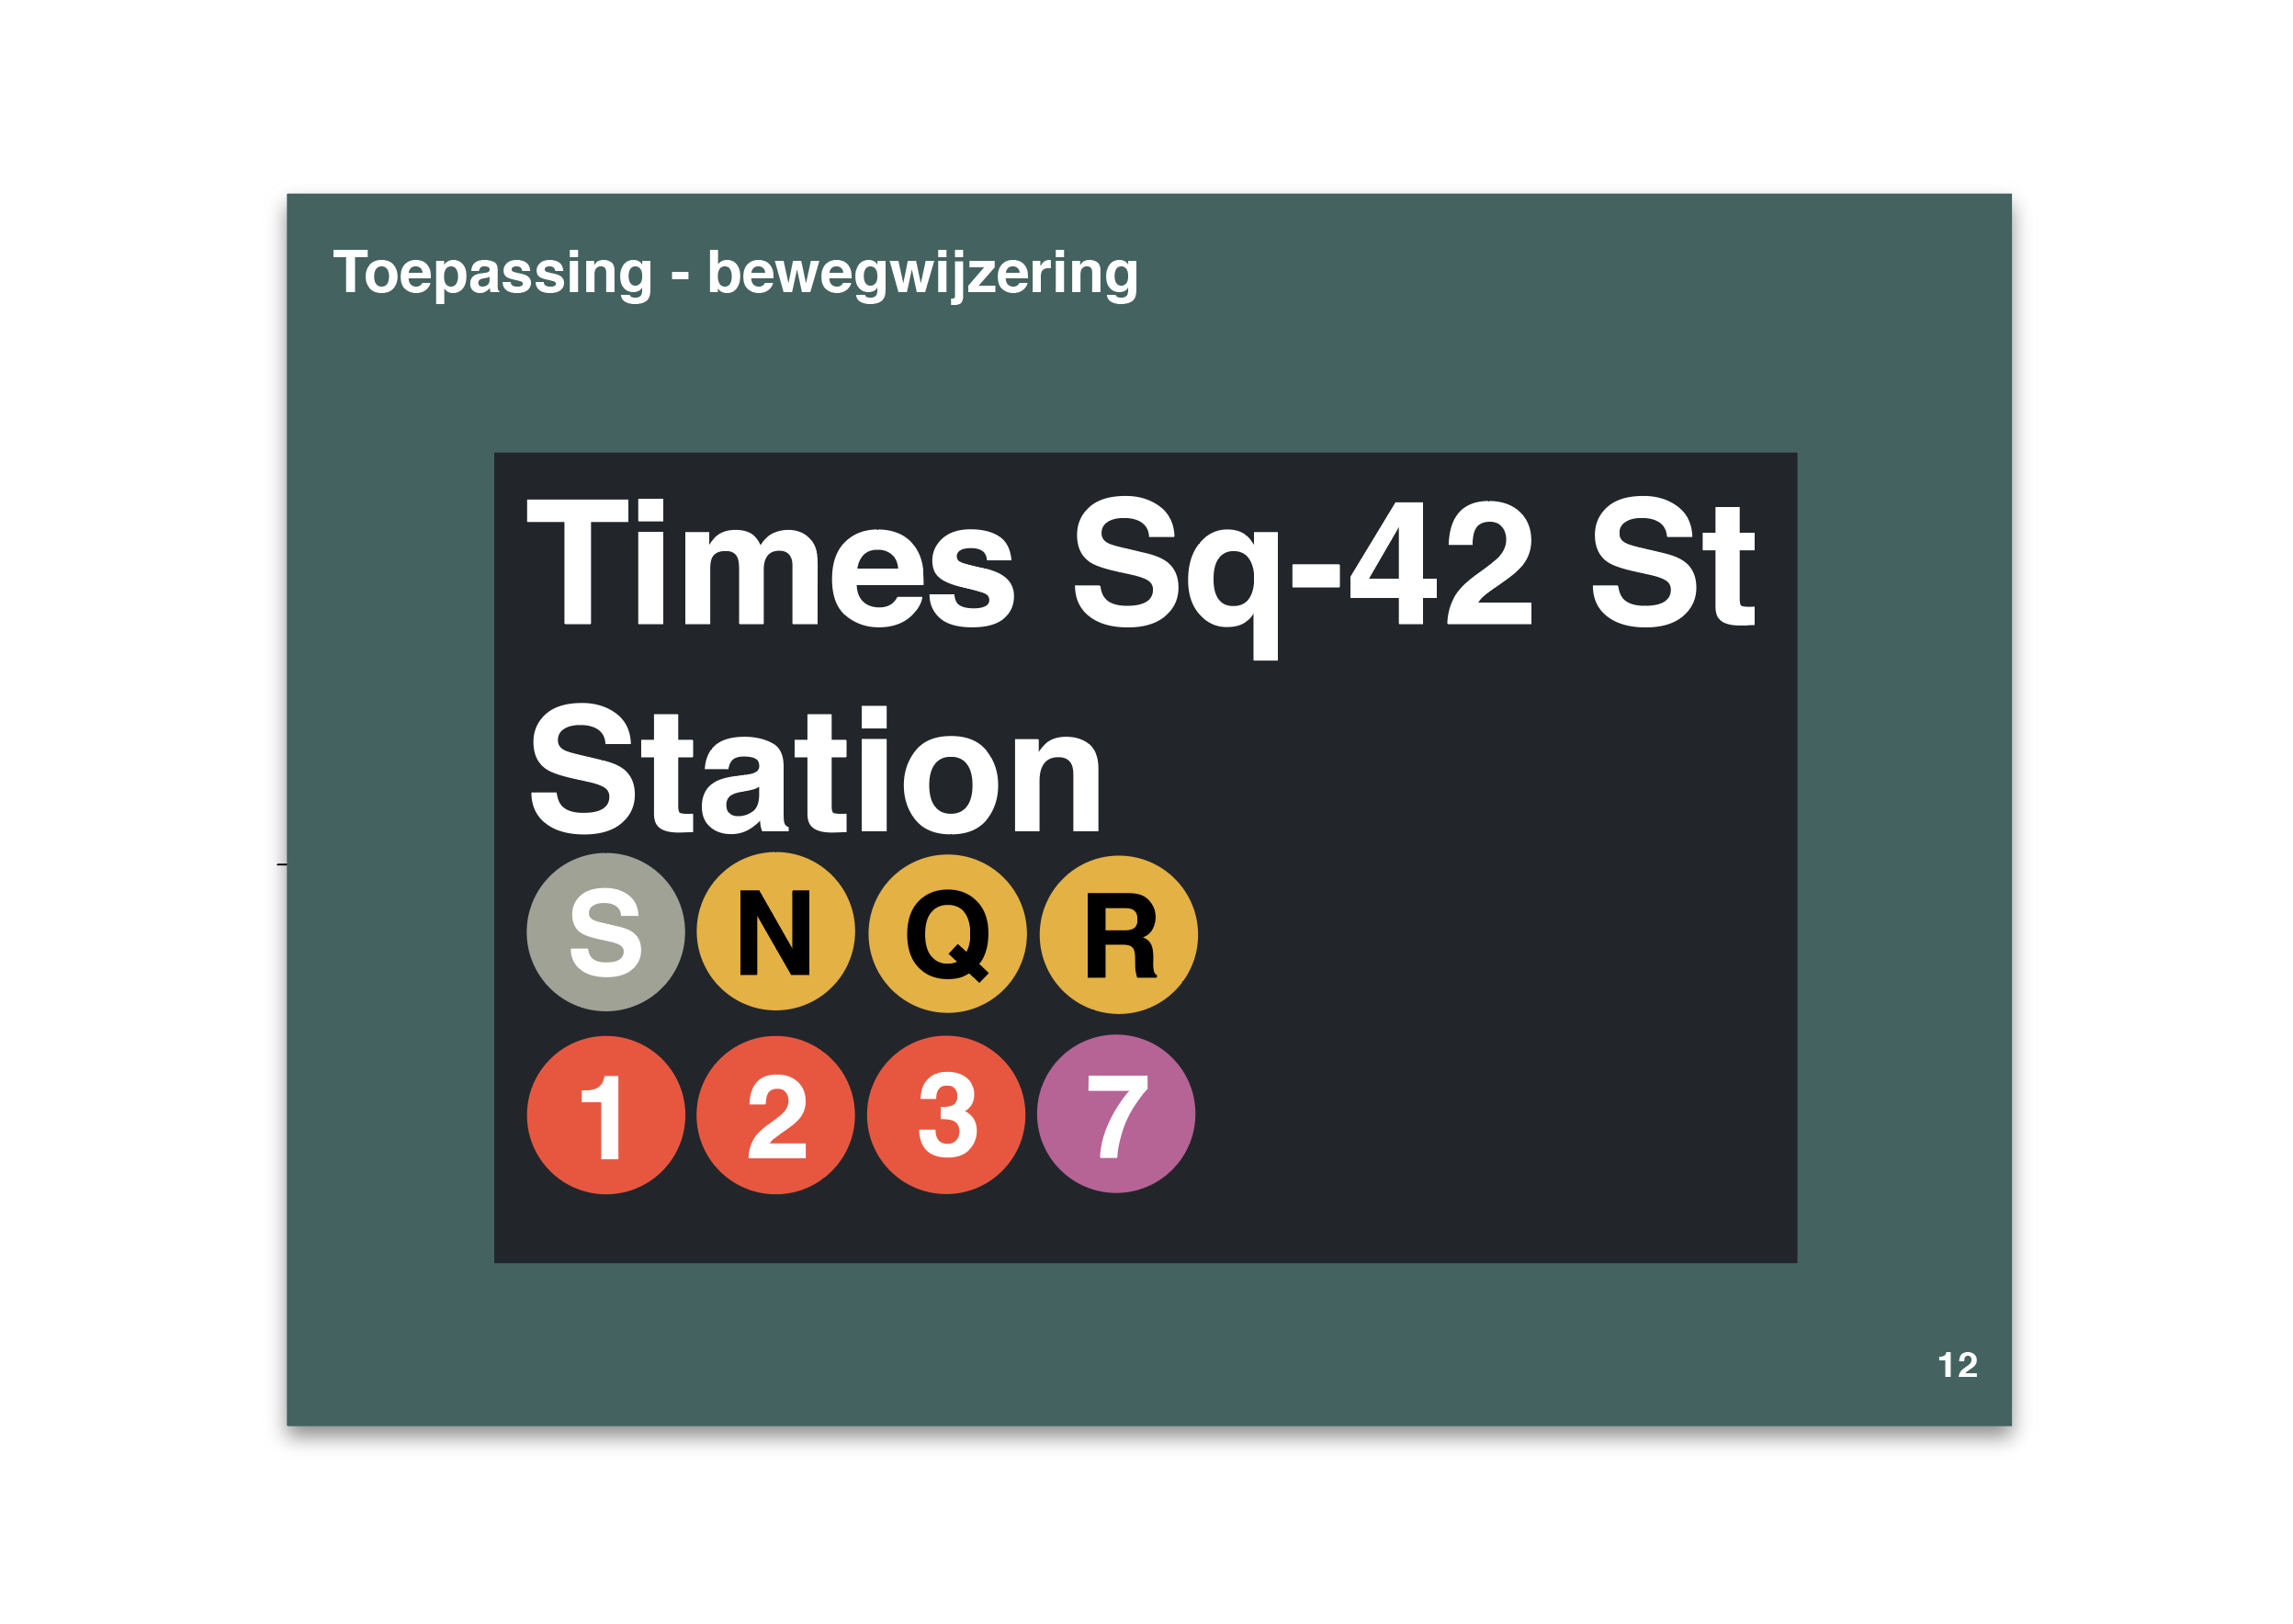 Toepassing - bewegwijzering
Times Sq-42 St
Station
S N Q R
1 2 3 7
12